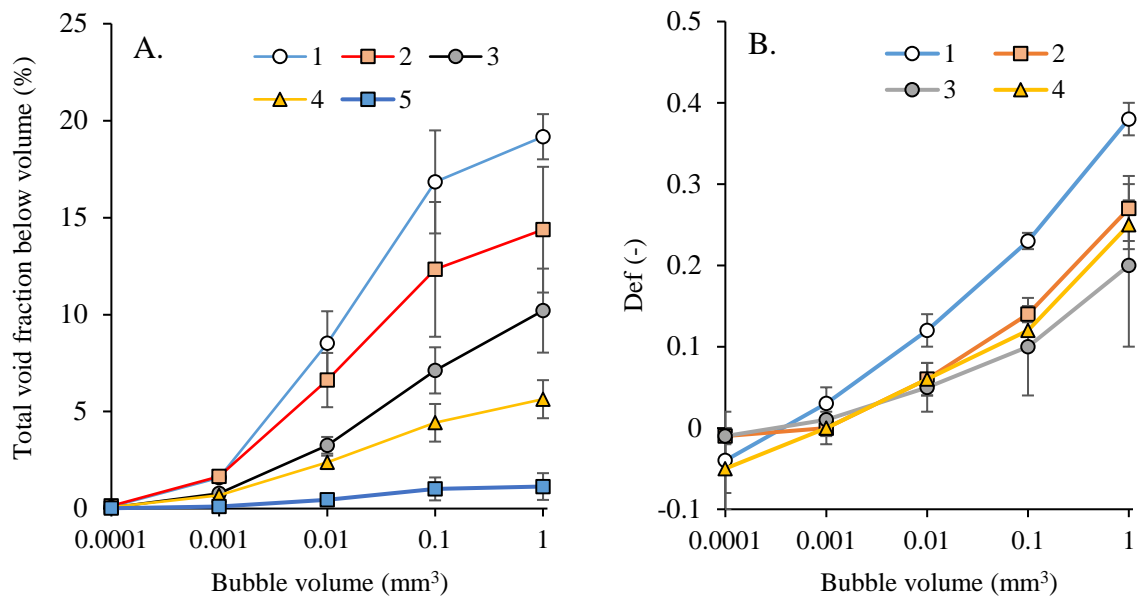 A.
1 2 3
4 5
Total void fraction below volume (%)
25
20
15
10
5
0
0.0001 0.001 0.01 0.1 1
Bubble volume (mm³)
B.
1 2
3 4
Def (-)
0.5
0.4
0.3
0.2
0.1
0
-0.1
0.0001 0.001 0.01 0.1 1
Bubble volume (mm³)